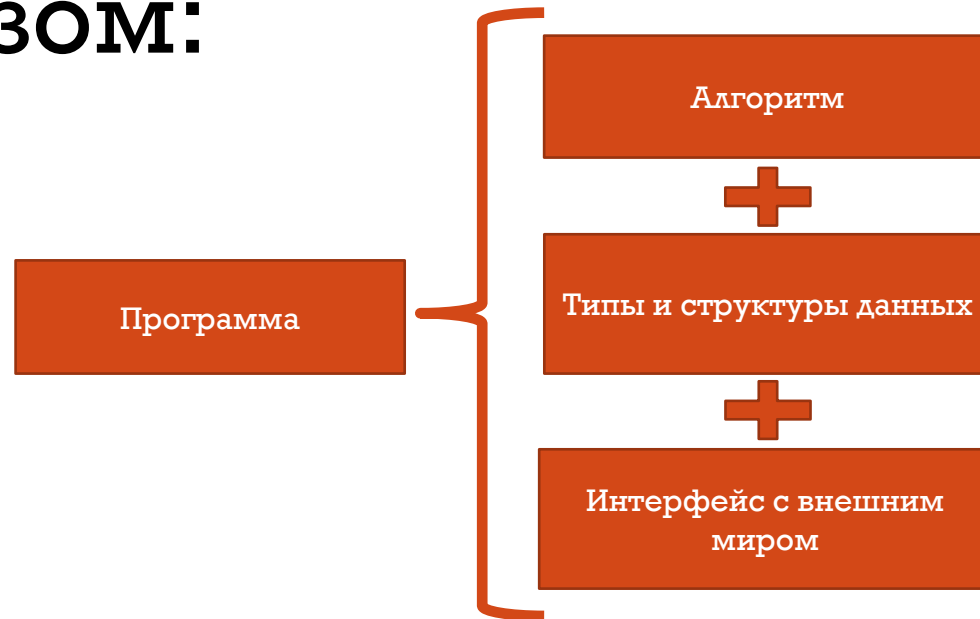 зом:
Алгоритм
Программа
Типы и структуры данных
Интерфейс с внешним
миром